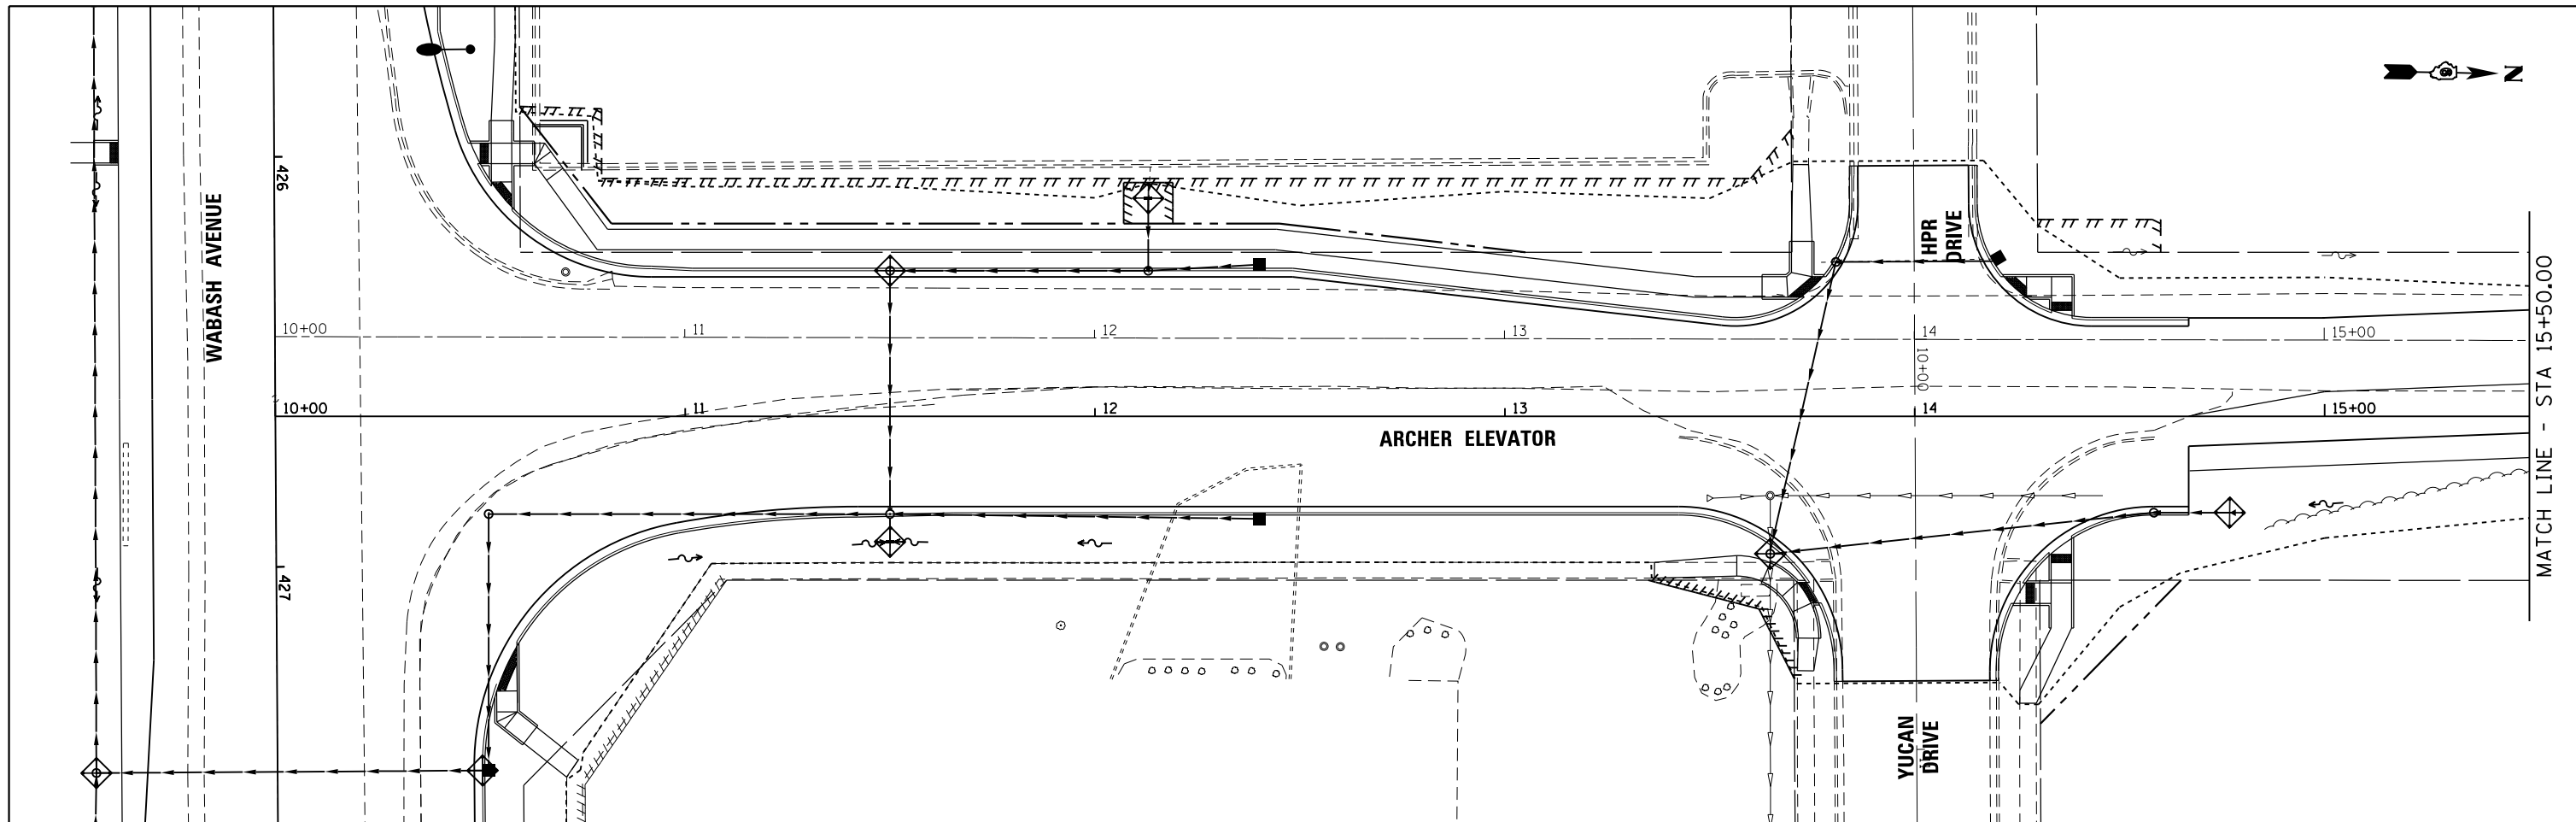 N
426
WABASH AVENUE
HPR
DRIVE
10+00
11
12
13
14
15+00
10+00
10+00
11
12
13
14
15+00
ARCHER ELEVATOR
MATCH LINE - STA 15+50.00
427
YUCAN
DRIVE